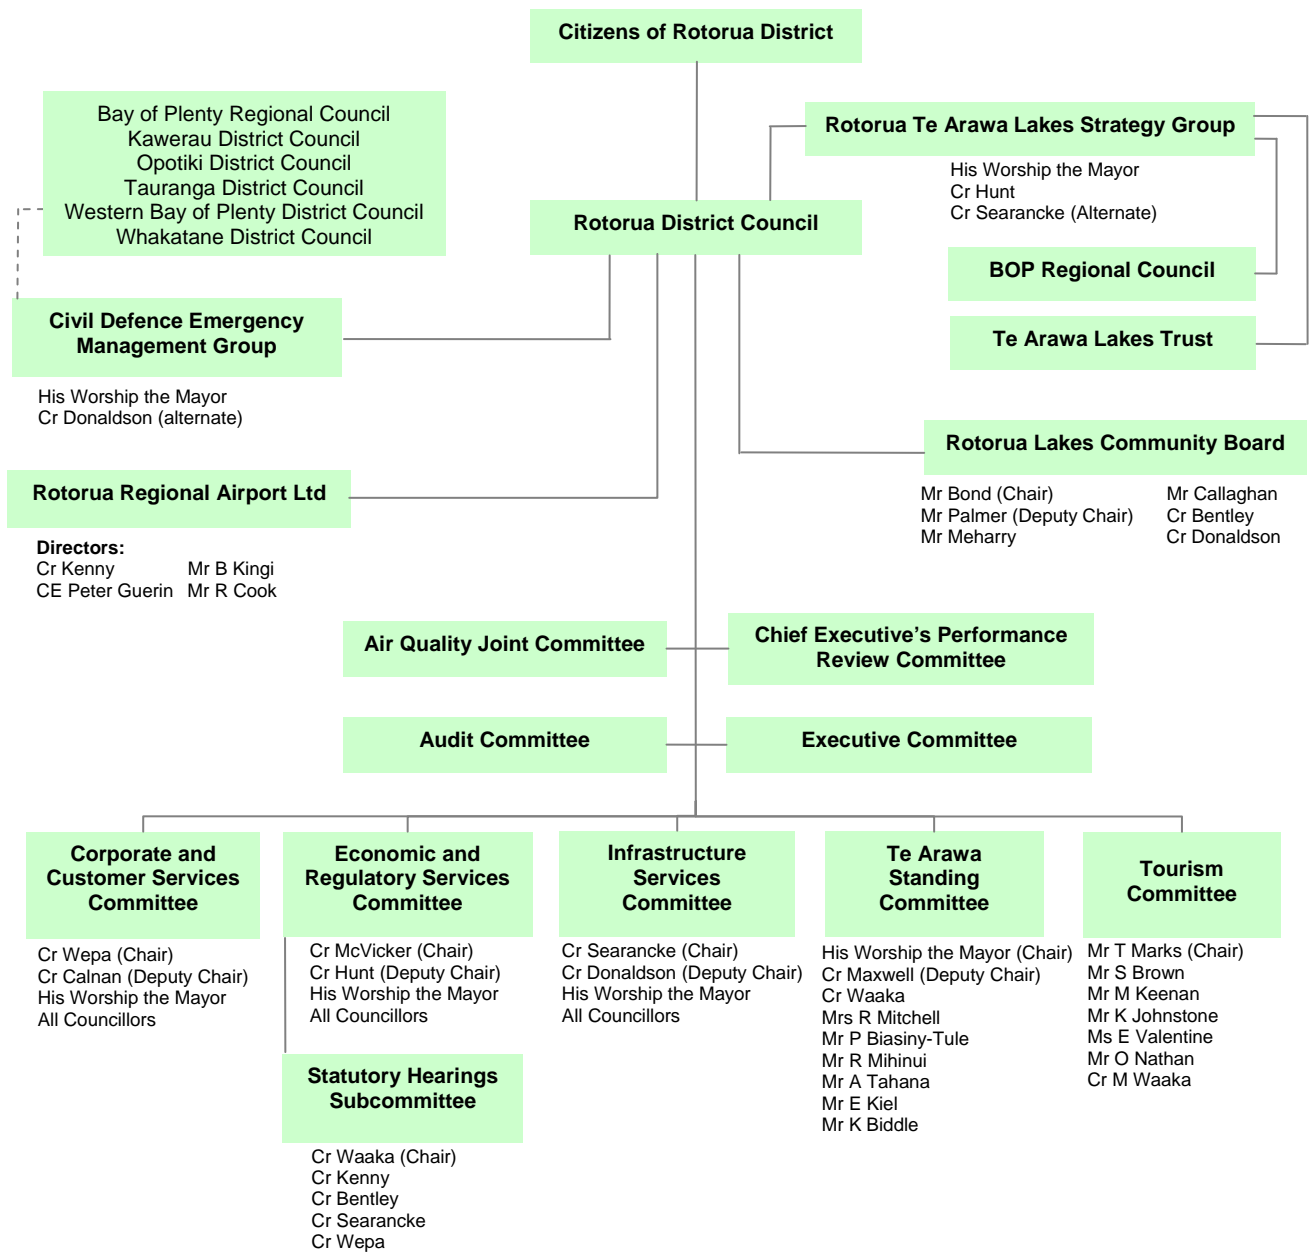 Citizens of Rotorua District
Bay of Plenty Regional Council
Kawerau District Council
Opotiki District Council
Tauranga District Council
Western Bay of Plenty District Council
Whakatane District Council
Rotorua Te Arawa Lakes Strategy Group
His Worship the Mayor
Cr Hunt
Cr Searancke (Alternate)
Rotorua District Council
BOP Regional Council
Te Arawa Lakes Trust
Civil Defence Emergency
Management Group
His Worship the Mayor
Cr Donaldson (alternate)
Rotorua Lakes Community Board
Mr Bond (Chair)
Mr Palmer (Deputy Chair)
Mr Meharry
Mr Callaghan
Cr Bentley
Cr Donaldson
Rotorua Regional Airport Ltd
Directors:
Cr Kenny
CE Peter Guerin
Mr B Kingi
Mr R Cook
Air Quality Joint Committee
Chief Executive’s Performance
Review Committee
Audit Committee
Executive Committee
Corporate and
Customer Services
Committee
Cr Wepa (Chair)
Cr Calnan (Deputy Chair)
His Worship the Mayor
All Councillors
Economic and
Regulatory Services
Committee
Cr McVicker (Chair)
Cr Hunt (Deputy Chair)
His Worship the Mayor
All Councillors
Statutory Hearings
Subcommittee
Cr Waaka (Chair)
Cr Kenny
Cr Bentley
Cr Searancke
Cr Wepa
Infrastructure
Services
Committee
Cr Searancke (Chair)
Cr Donaldson (Deputy Chair)
His Worship the Mayor
All Councillors
Te Arawa
Standing
Committee
His Worship the Mayor (Chair)
Cr Maxwell (Deputy Chair)
Cr Waaka
Mrs R Mitchell
Mr P Biasiny-Tule
Mr R Mihinui
Mr A Tahana
Mr E Kiel
Mr K Biddle
Tourism
Committee
Mr T Marks (Chair)
Mr S Brown
Mr M Keenan
Mr K Johnstone
Ms E Valentine
Mr O Nathan
Cr M Waaka